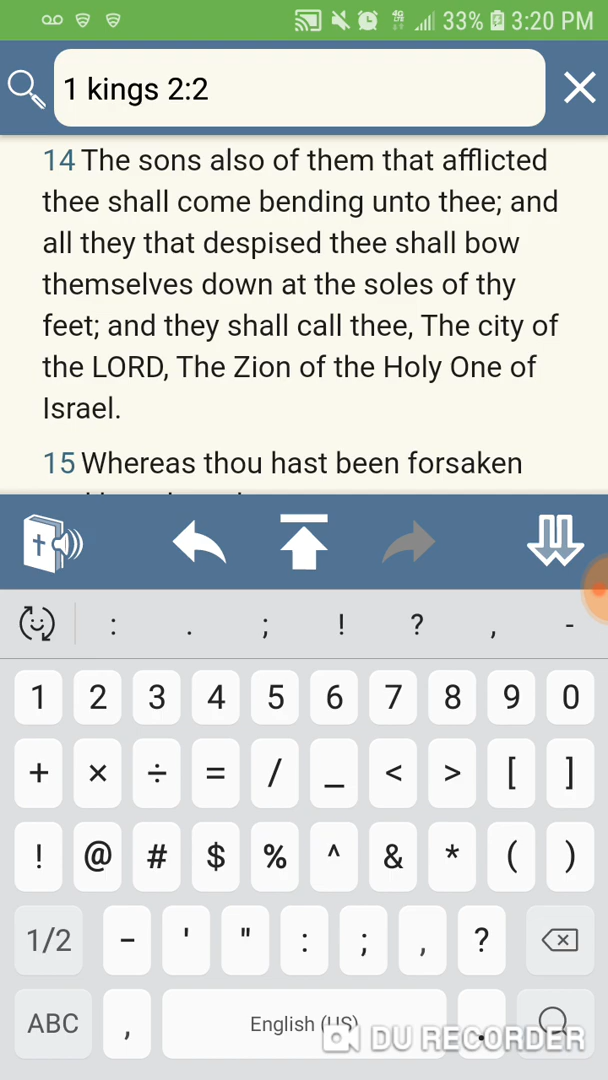 4G
33% 3:20 PM
1 kings 2:2
14 The sons also of them that afflicted
thee shall come bending unto thee; and
all they that despised thee shall bow
themselves down at the soles of thy
feet; and they shall call thee, The city of
the LORD, The Zion of the Holy One of
Israel.
15 Whereas thou hast been forsaken
: . ; ! ? , -
1 2 3 4 5 6 7 8 9 0
+ × ÷ = / _ < > [ ]
! @ # $ % ^ & * ( )
1/2 - ' " : ; , ?
ABC , English (US) .
DU RECORDER